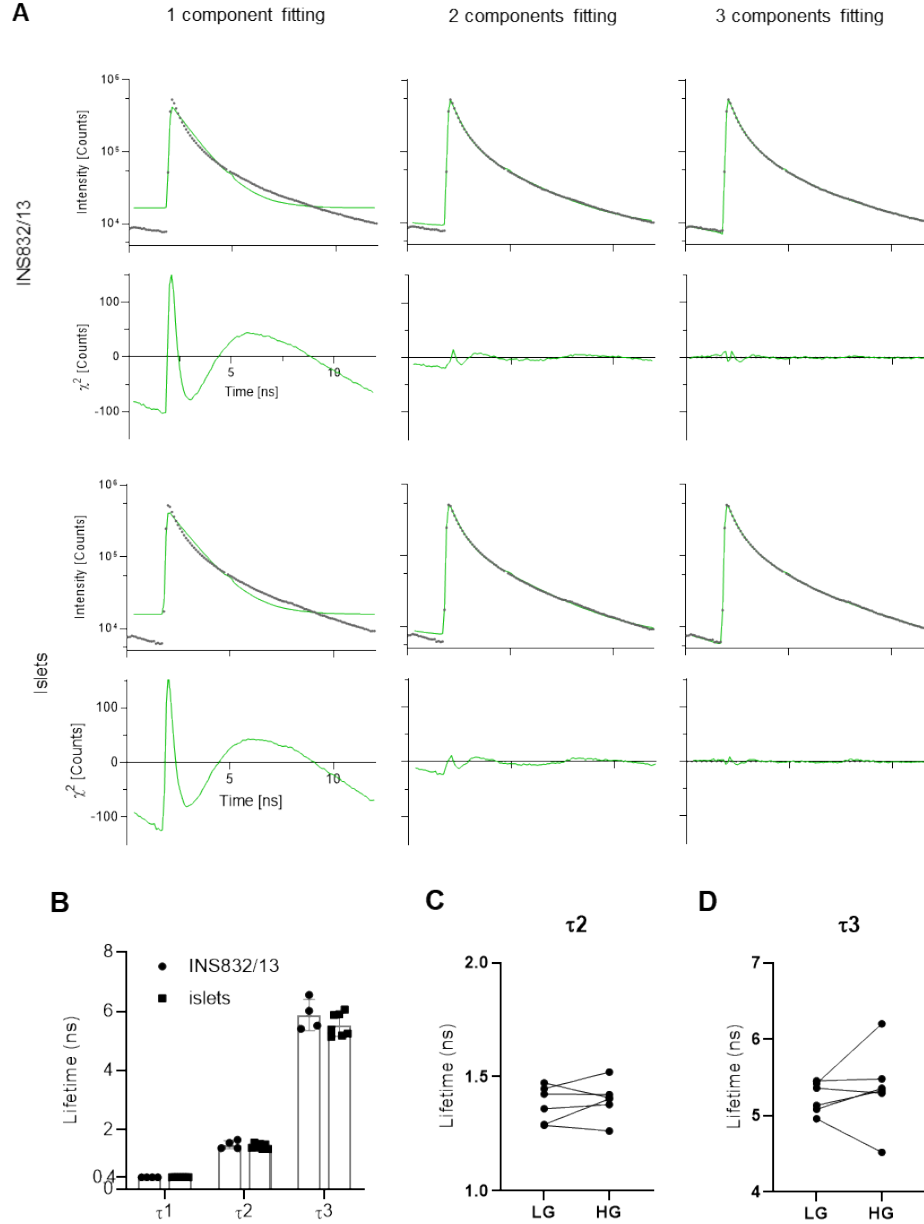 A
1 component fitting
2 components fitting
3 components fitting
INS832/13
Intensity [Counts]
10⁶
10⁵
10⁴
χ² [Counts]
100
0
-100
5
10
Time [ns]
Islets
Intensity [Counts]
10⁶
10⁵
10⁴
χ² [Counts]
100
0
-100
5
10
Time [ns]
B
Lifetime (ns)
8
6
4
2
0.4
0
INS832/13
islets
τ1
τ2
τ3
C
τ2
Lifetime (ns)
2.0
1.5
1.0
LG
HG
D
τ3
Lifetime (ns)
7
6
5
4
LG
HG